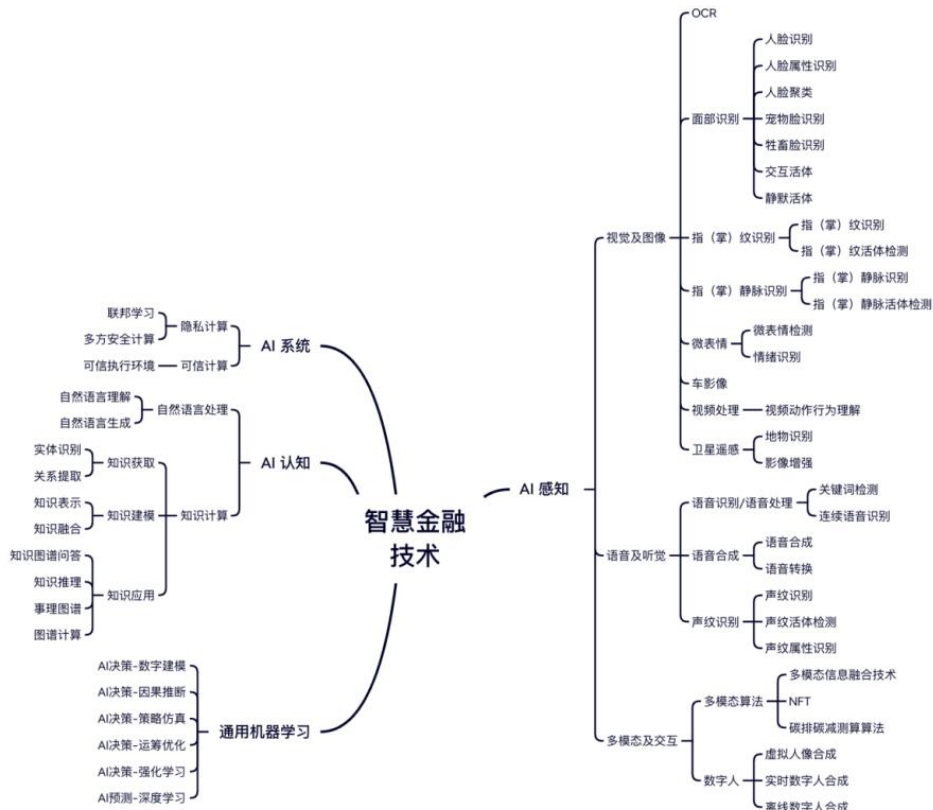 智慧金融
技术
AI 系统
隐私计算
联邦学习
多方安全计算
可信计算
可信执行环境
AI 认知
自然语言处理
自然语言理解
自然语言生成
知识计算
知识获取
实体识别
关系提取
知识建模
知识表示
知识融合
知识应用
知识图谱问答
知识推理
事理图谱
图谱计算
通用机器学习
AI决策-数字建模
AI决策-因果推断
AI决策-策略仿真
AI决策-运筹优化
AI决策-强化学习
AI预测-深度学习
AI 感知
视觉及图像
OCR
面部识别
人脸识别
人脸属性识别
人脸聚类
宠物脸识别
牲畜脸识别
交互活体
静默活体
指（掌）纹识别
指（掌）纹识别
指（掌）纹活体检测
指（掌）静脉识别
指（掌）静脉识别
指（掌）静脉活体检测
微表情
微表情检测
情绪识别
车影像
视频处理
视频动作行为理解
卫星遥感
地物识别
影像增强
语音及听觉
语音识别/语音处理
关键词检测
连续语音识别
语音合成
语音合成
语音转换
声纹识别
声纹识别
声纹活体检测
声纹属性识别
多模态及交互
多模态算法
多模态信息融合技术
NFT
碳排碳减测算算法
数字人
虚拟人像合成
实时数字人合成
离线数字人合成